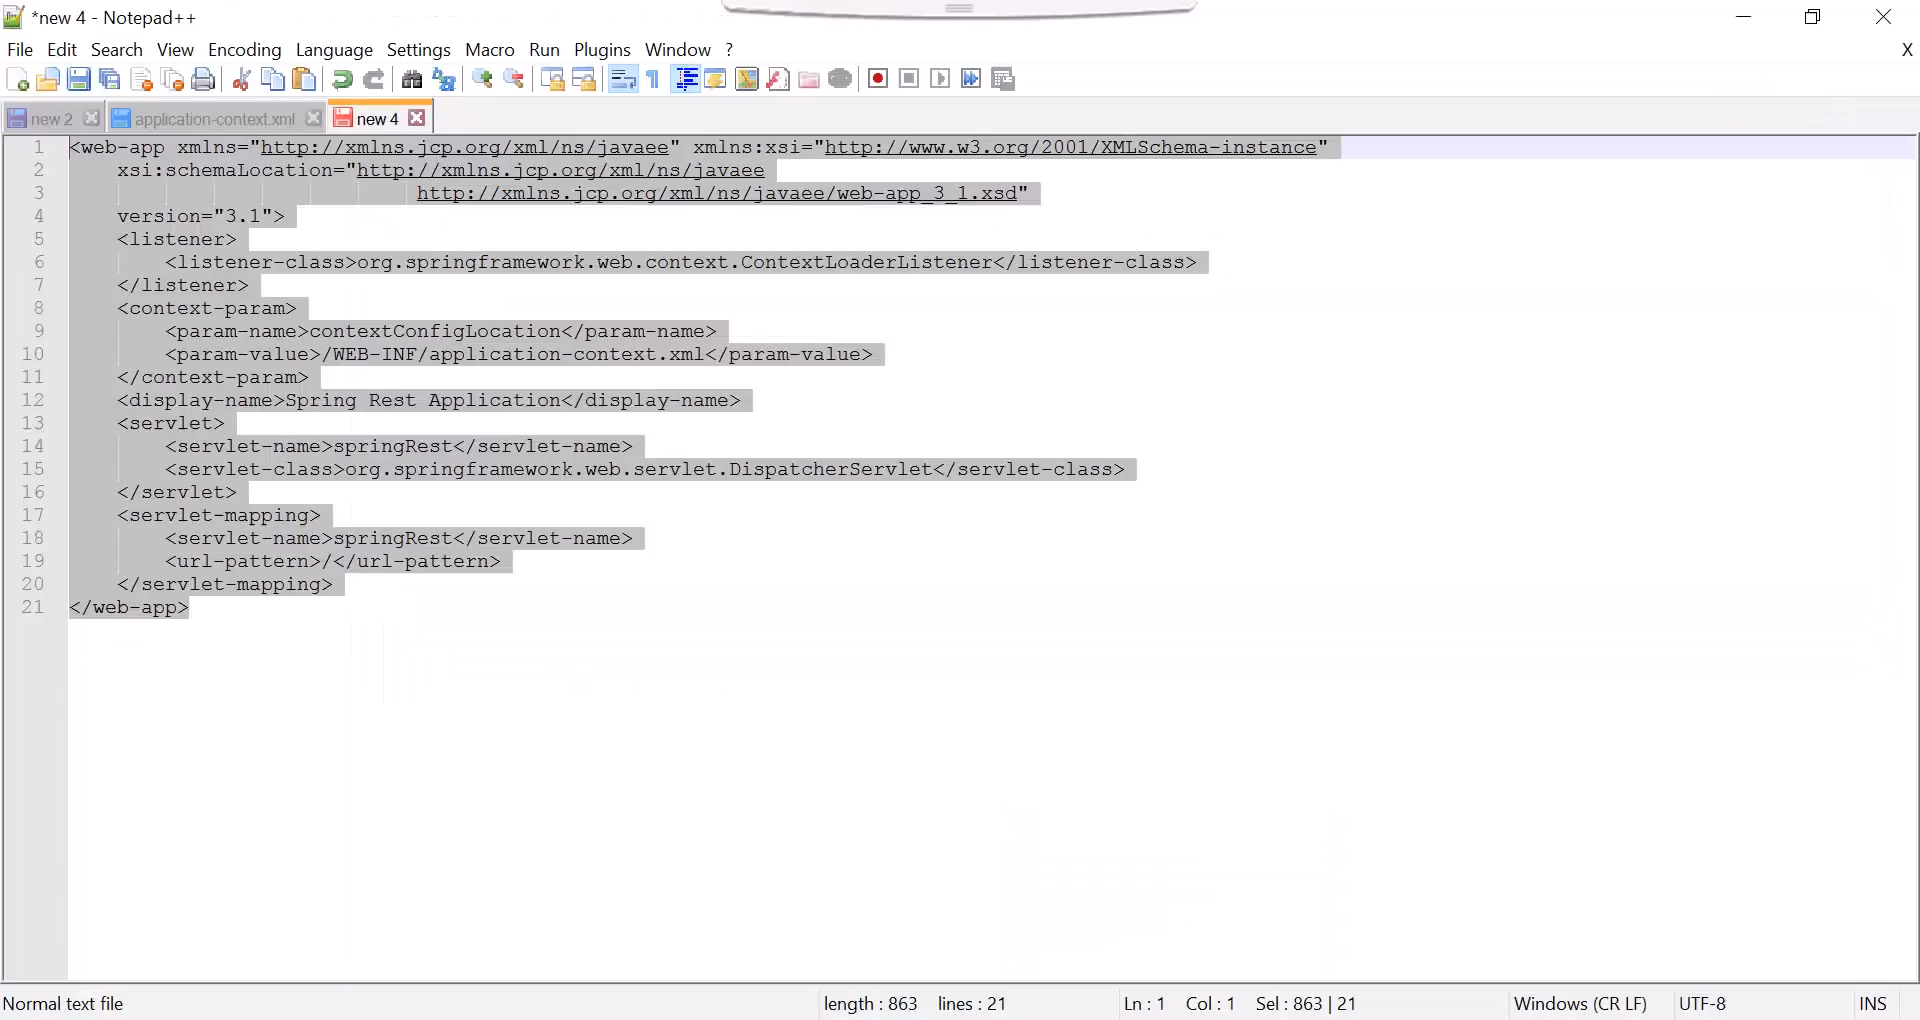 *new 4 - Notepad++
File Edit Search View Encoding Language Settings Macro Run Plugins Window ? X
new 2 application-context.xml new 4
1 <web-app xmlns="http://xmlns.jcp.org/xml/ns/javaee" xmlns:xsi="http://www.w3.org/2001/XMLSchema-instance"
2     xsi:schemaLocation="http://xmlns.jcp.org/xml/ns/javaee
3                         http://xmlns.jcp.org/xml/ns/javaee/web-app_3_1.xsd"
4     version="3.1">
5     <listener>
6         <listener-class>org.springframework.web.context.ContextLoaderListener</listener-class>
7     </listener>
8     <context-param>
9         <param-name>contextConfigLocation</param-name>
10         <param-value>/WEB-INF/application-context.xml</param-value>
11     </context-param>
12     <display-name>Spring Rest Application</display-name>
13     <servlet>
14         <servlet-name>springRest</servlet-name>
15         <servlet-class>org.springframework.web.servlet.DispatcherServlet</servlet-class>
16     </servlet>
17     <servlet-mapping>
18         <servlet-name>springRest</servlet-name>
19         <url-pattern>/</url-pattern>
20     </servlet-mapping>
21 </web-app>
Normal text file length : 863 lines : 21 Ln : 1 Col : 1 Sel : 863 | 21 Windows (CR LF) UTF-8 INS